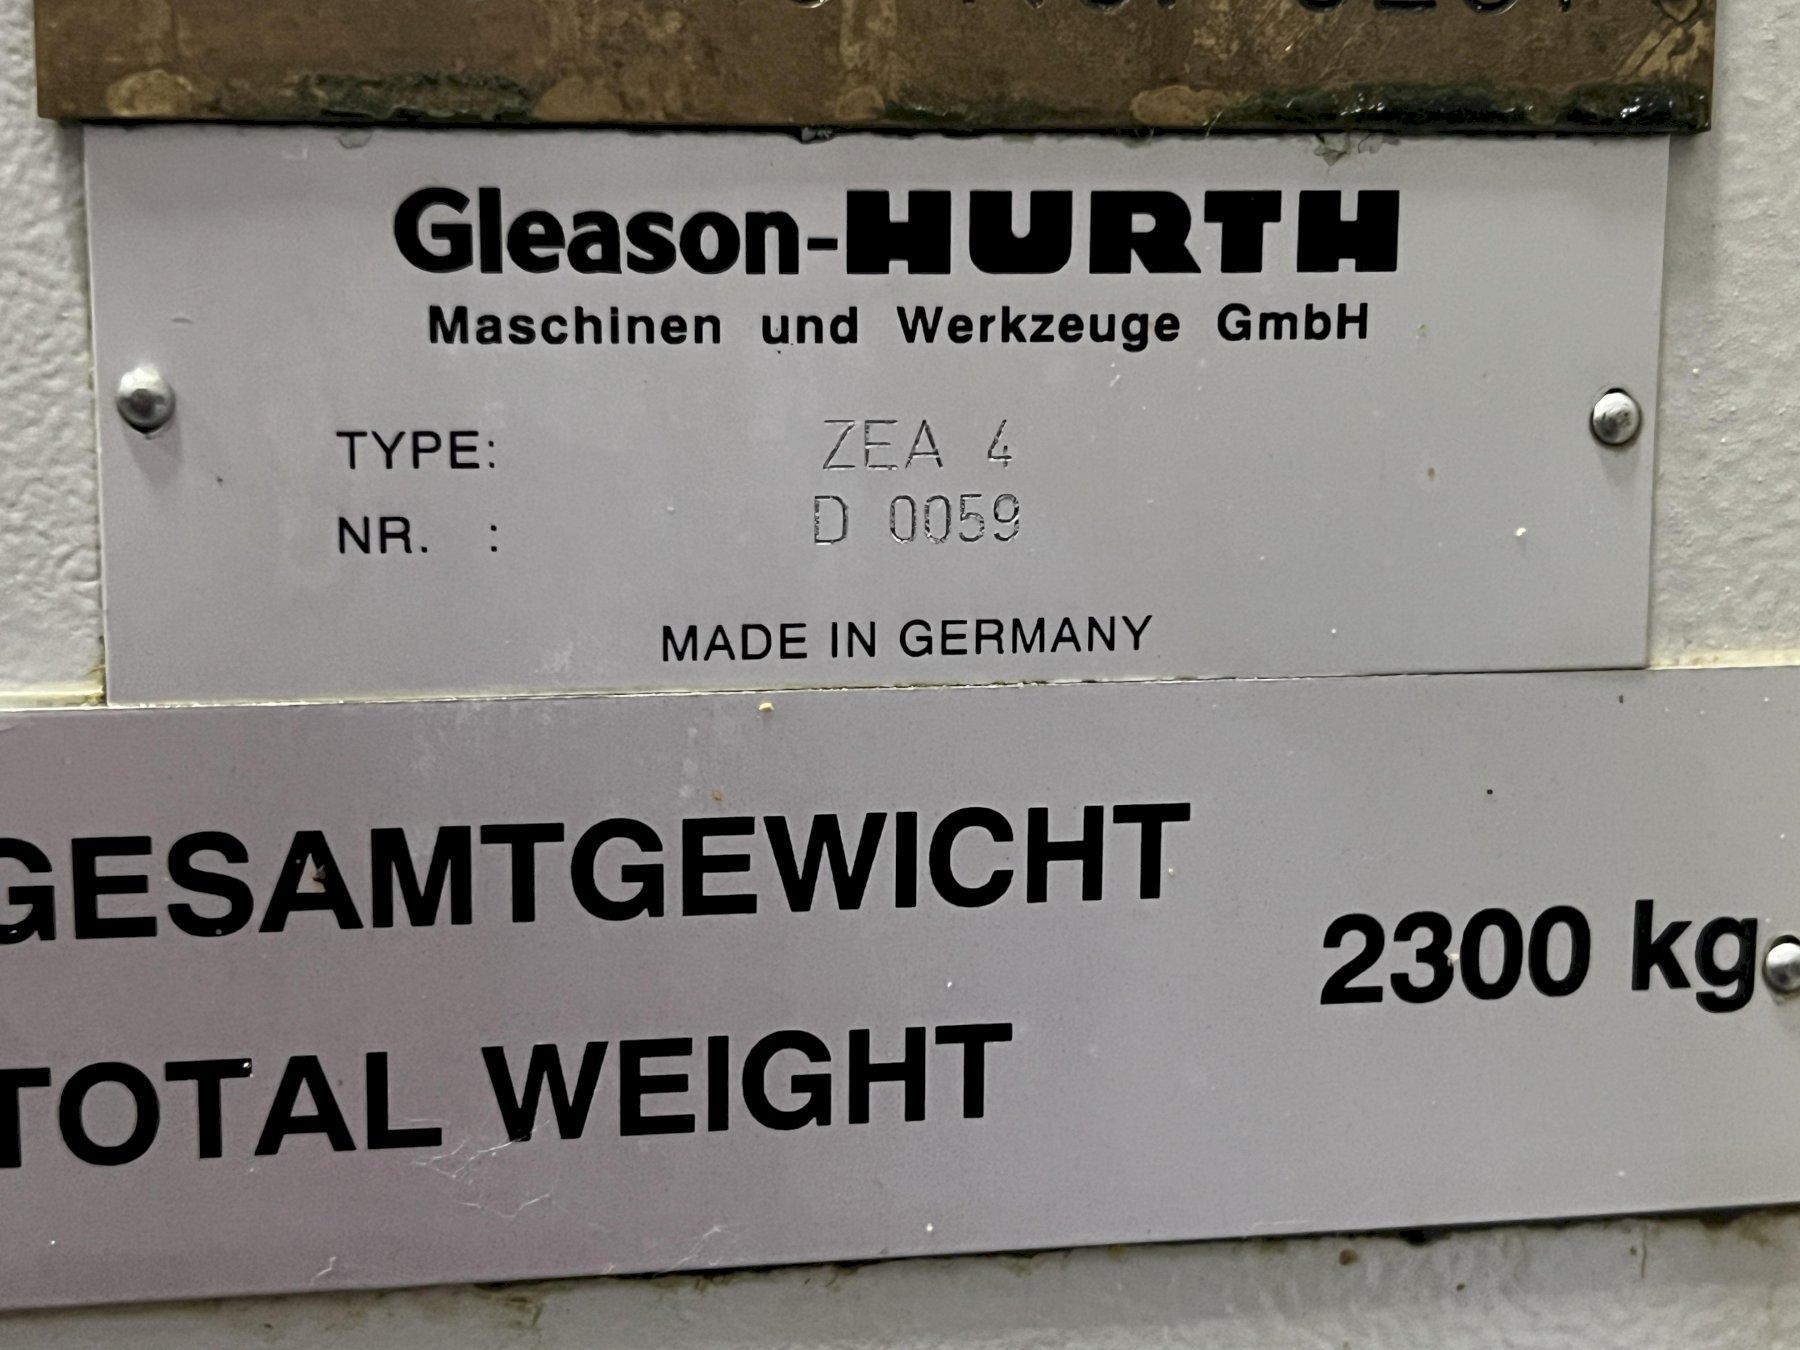 Gleason-HURTH
Maschinen und Werkzeuge GmbH
TYPE: ZEA 4
NR. : D 0059
MADE IN GERMANY
GESAMTGEWICHT
2300 kg
TOTAL WEIGHT